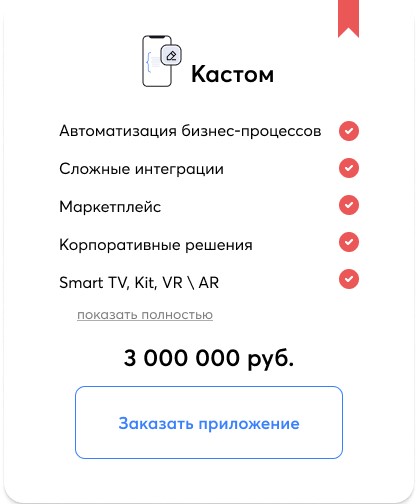 Кастом
Автоматизация бизнес-процессов
Сложные интеграции
Маркетплейс
Корпоративные решения
Smart TV, Kit, VR \ AR
показать полностью
3 000 000 руб.
Заказать приложение